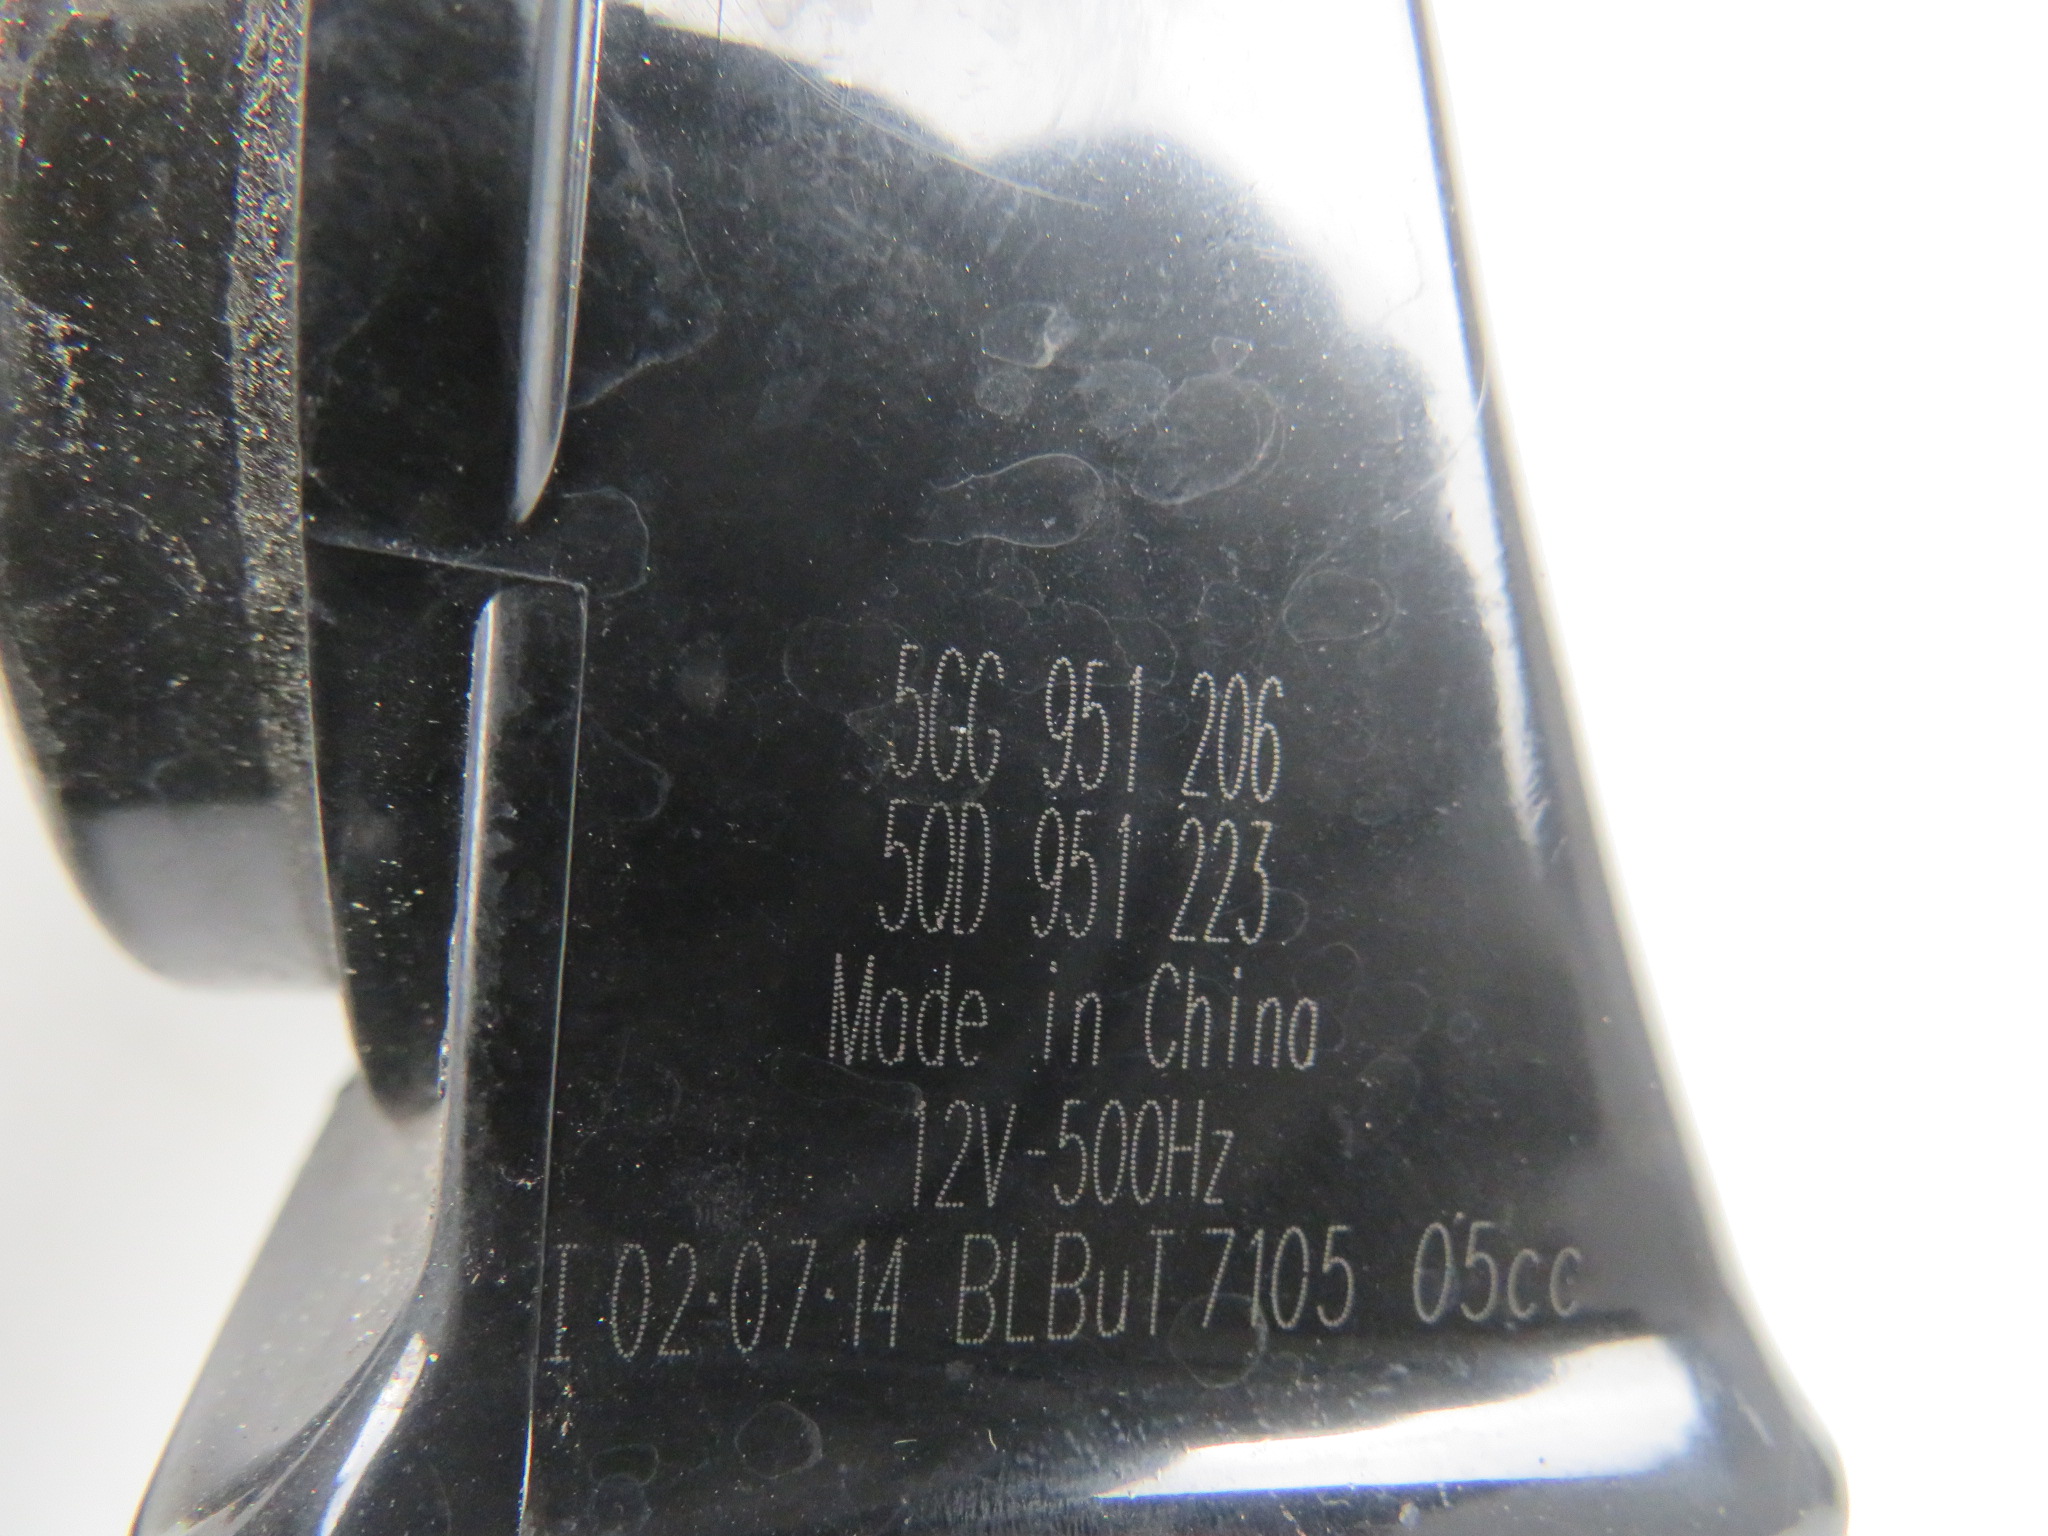 5GG 951 206
5QD 951 223
Made in China
12V-500Hz
I 02·07·14 BLBuT7105 05cc